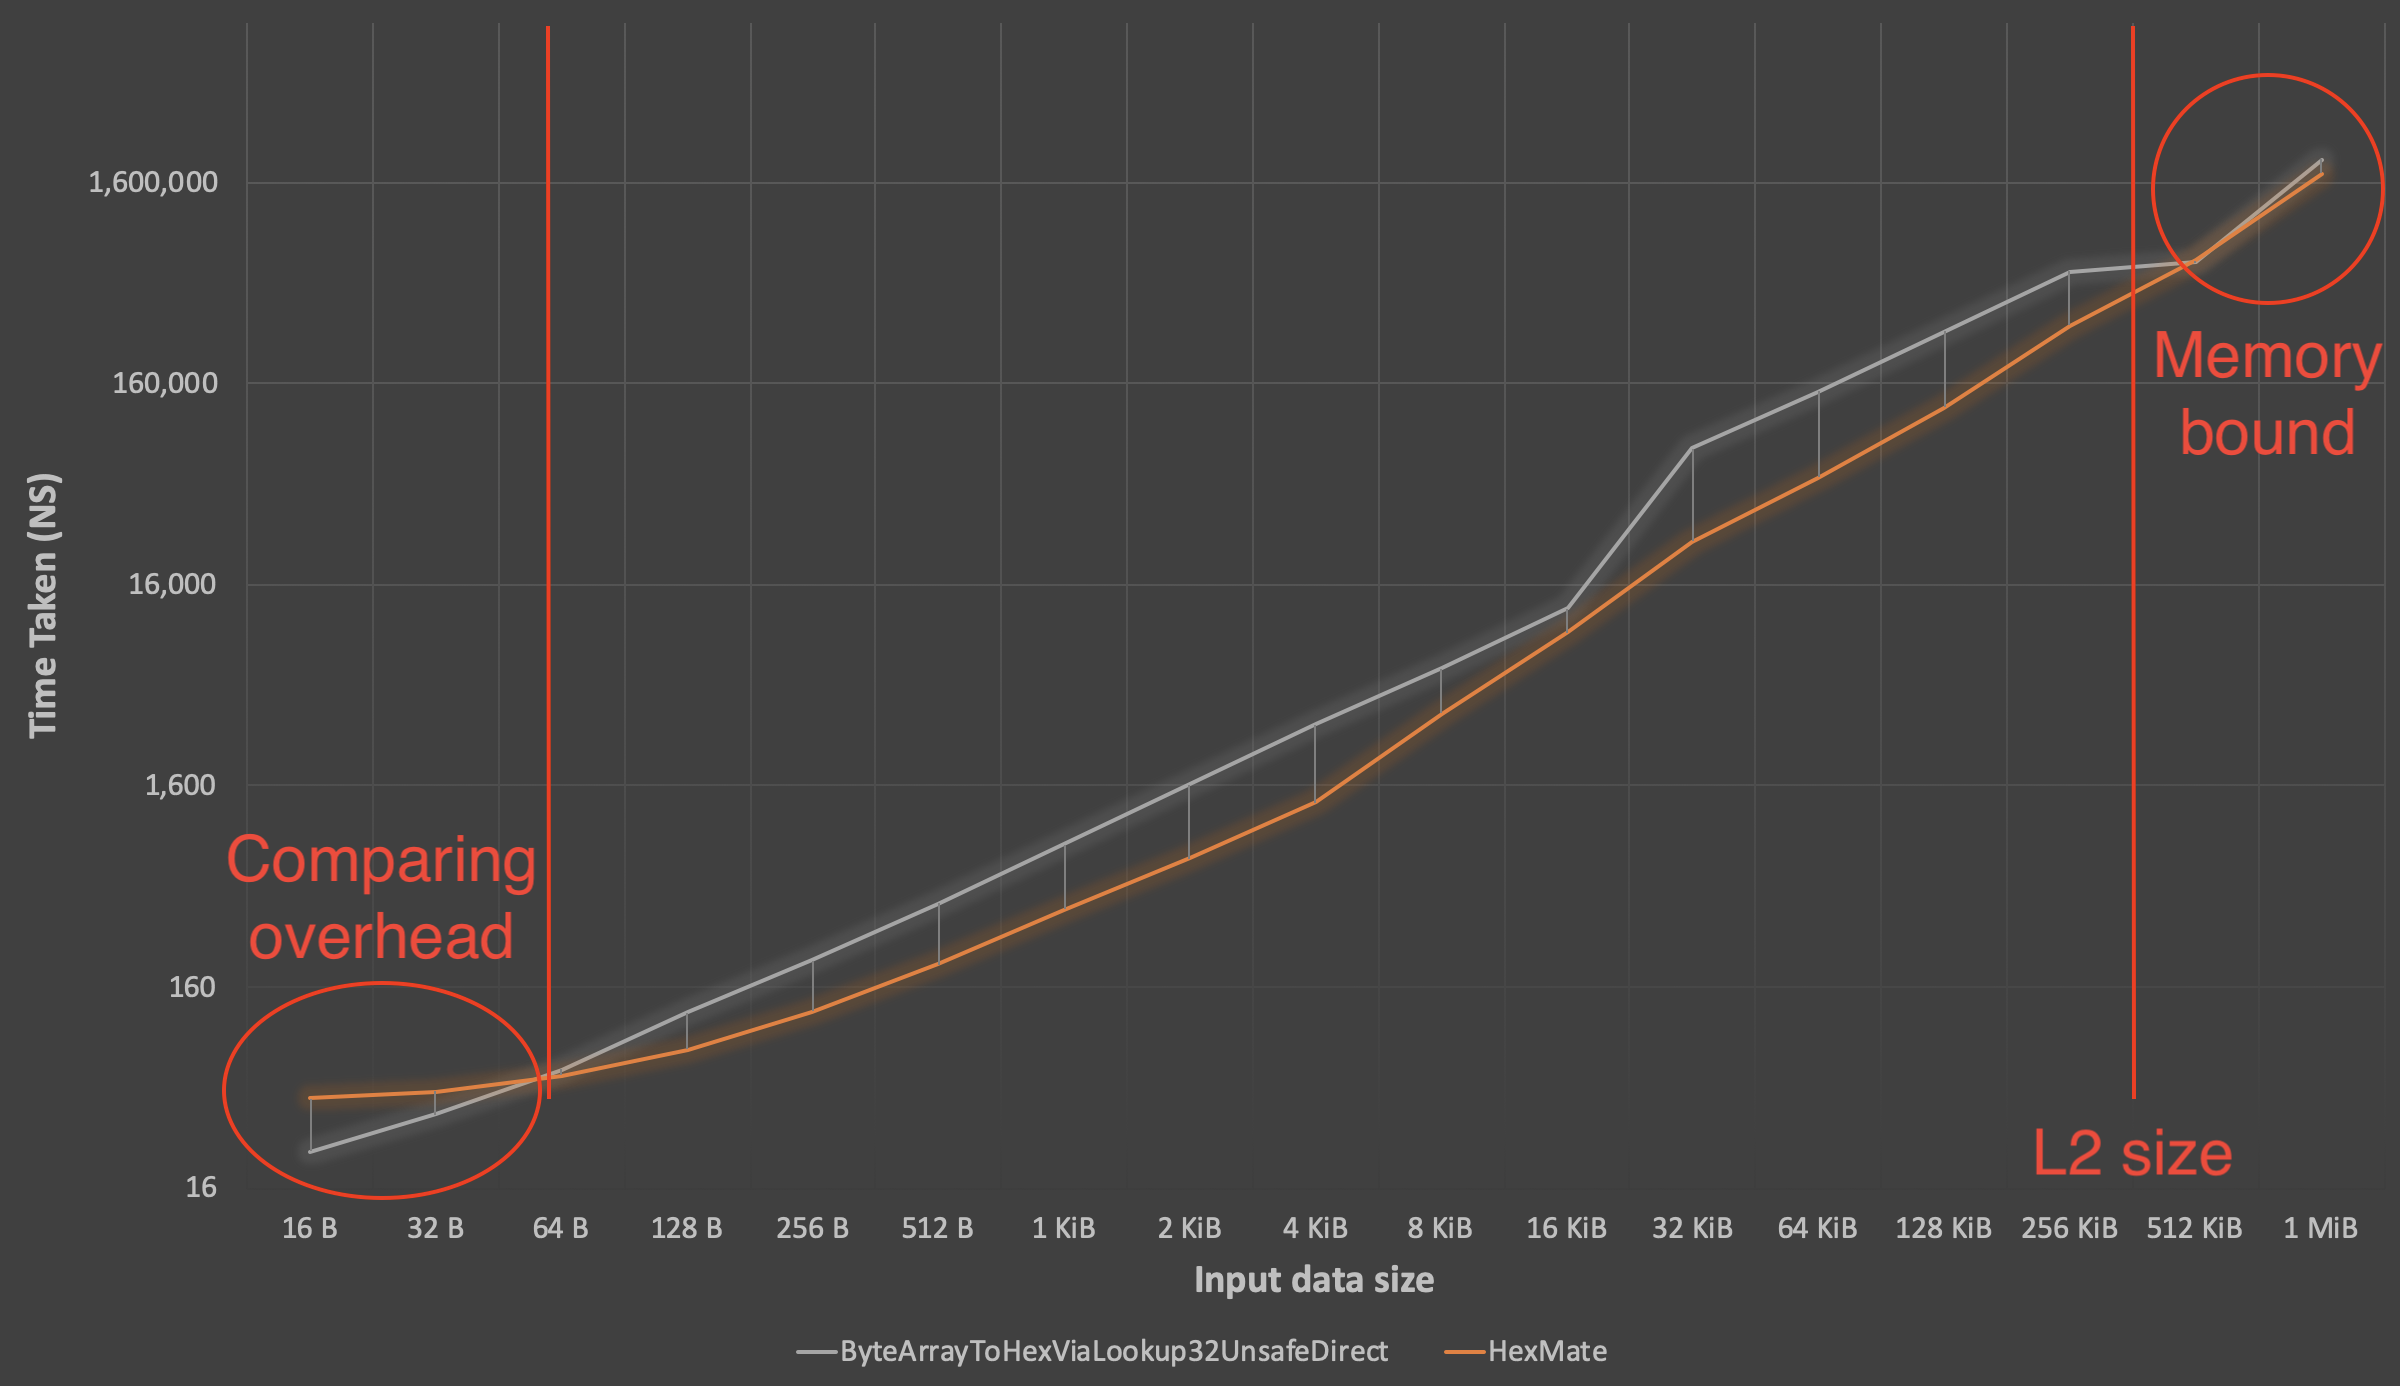 1,600,000
160,000
16,000
1,600
160
16
Time Taken (NS)
Comparing
overhead
Memory
bound
L2 size
16 B 32 B 64 B 128 B 256 B 512 B 1 KiB 2 KiB 4 KiB 8 KiB 16 KiB 32 KiB 64 KiB 128 KiB 256 KiB 512 KiB 1 MiB
Input data size
ByteArrayToHexViaLookup32UnsafeDirect HexMate